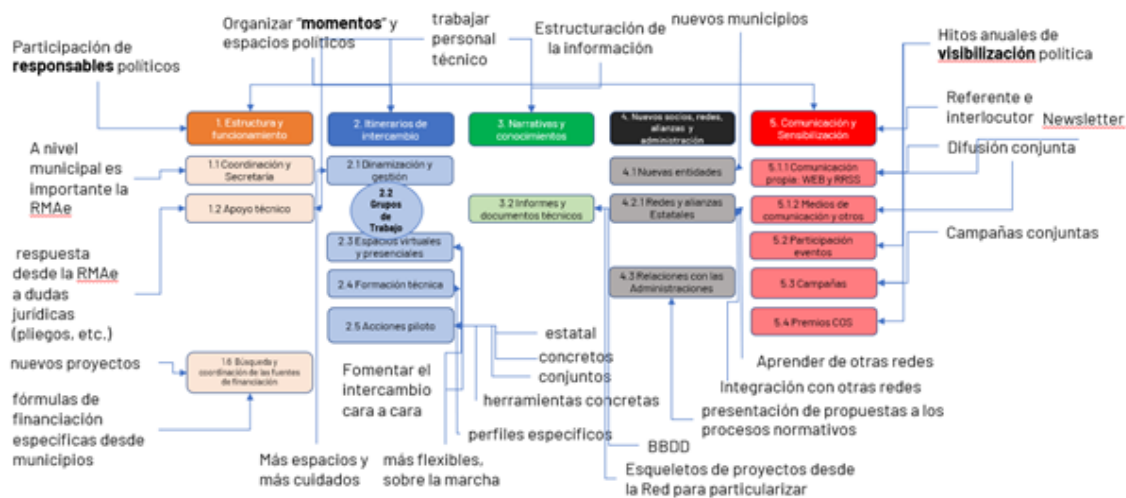 Organizar “momentos” y
espacios políticos
trabajar
personal
técnico
Estructuración de
la información
nuevos municipios
Hitos anuales de
visibilización política
Participación de
responsables políticos
Referente e
interlocutor
Newsletter
Difusión conjunta
Campañas conjuntas
1. Estructura y
funcionamiento
2. Itinerarios de
intercambio
3. Narrativas y
conocimientos
4. Nuevos socios, redes,
alianzas y
administración
5. Comunicación y
Sensibilización
A nivel
municipal es
importante la
RMAe
1.1 Coordinación y
Secretaría
1.2 Apoyo técnico
2.1 Dinamización y
gestión
2.2
Grupos
de
Trabajo
2.3 Espacios virtuales
y presenciales
2.4 Formación técnica
2.5 Acciones piloto
3.2 Informes y
documentos técnicos
4.1 Nuevas entidades
4.2.1 Redes y alianzas
Estatales
4.3 Relaciones con las
Administraciones
5.1.1 Comunicación
propia: WEB y RRSS
5.1.2 Medios de
comunicación y otros
5.2 Participación
eventos
5.3 Campañas
5.4 Premios COS
respuesta
desde la RMAe
a dudas
jurídicas
(pliegos, etc.)
nuevos proyectos
1.6 Búsqueda y
coordinación de las fuentes
de financiación
fórmulas de
financiación
específicas desde
municipios
Fomentar el
intercambio
cara a cara
estatal
concretos
conjuntos
herramientas concretas
perfiles específicos
Más espacios y
más cuidados
más flexibles,
sobre la marcha
Aprender de otras redes
Integración con otras redes
presentación de propuestas a los
procesos normativos
BBDD
Esqueletos de proyectos desde
la Red para particularizar